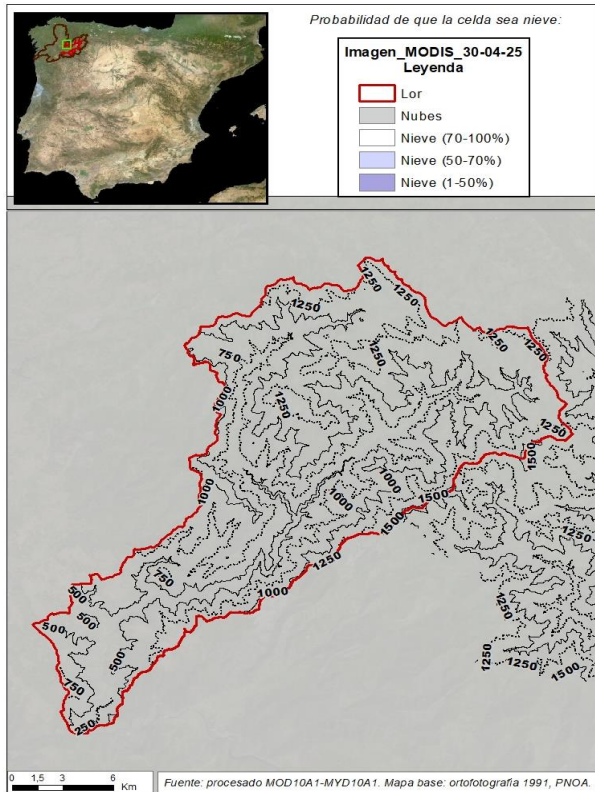 Probabilidad de que la celda sea nieve:
Imagen_MODIS_30-04-25
Leyenda
Lor
Nubes
Nieve (70-100%)
Nieve (50-70%)
Nieve (1-50%)
1250
1250
1250
1250
1250
1250
750
1000
1250
1250
1500
1000
1000
1000
1500
1500
1250
1250
750
1000
500
500
500
500
750
250
1250
1250
1250
1500
0 1,5 3 6
Km
Fuente: procesado MOD10A1-MYD10A1. Mapa base: ortofotografía 1991, PNOA.